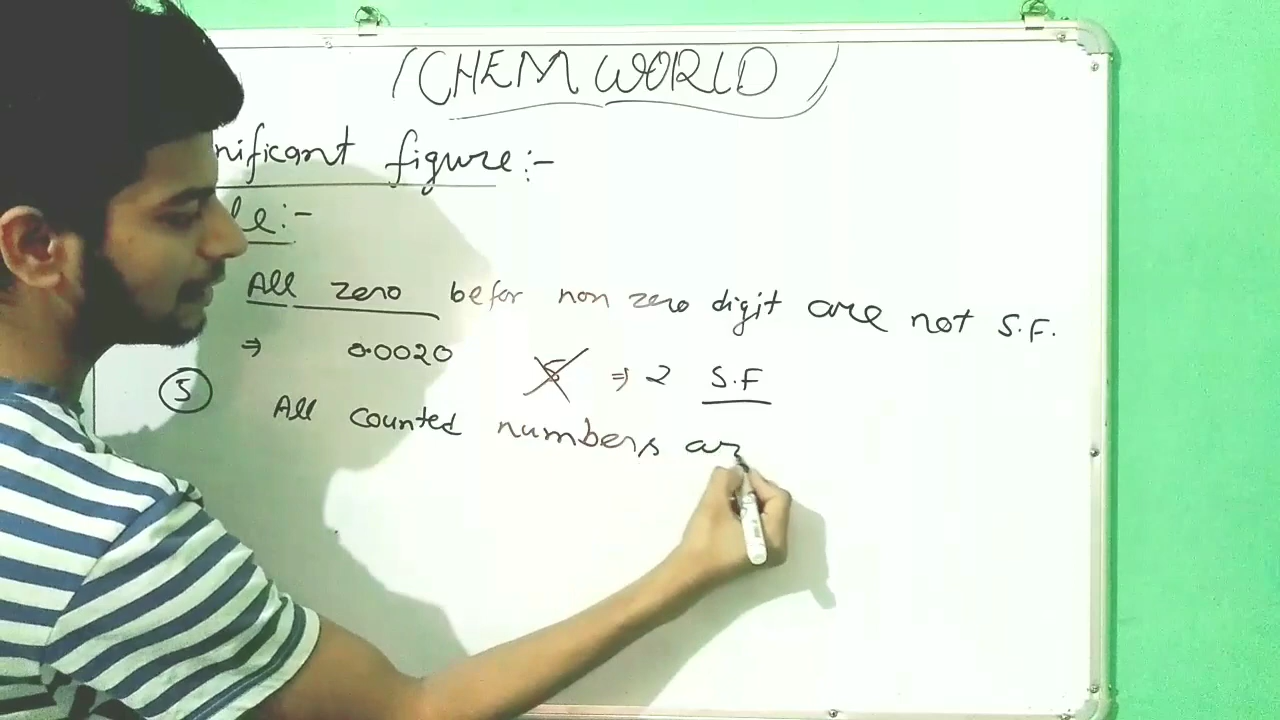 CHEM WORLD
nificant figure:-
le:-
All zero befor non zero digit are not S.F.
⇒ 0.0020 ⇒ 2 S.F
5 All counted numbers ar